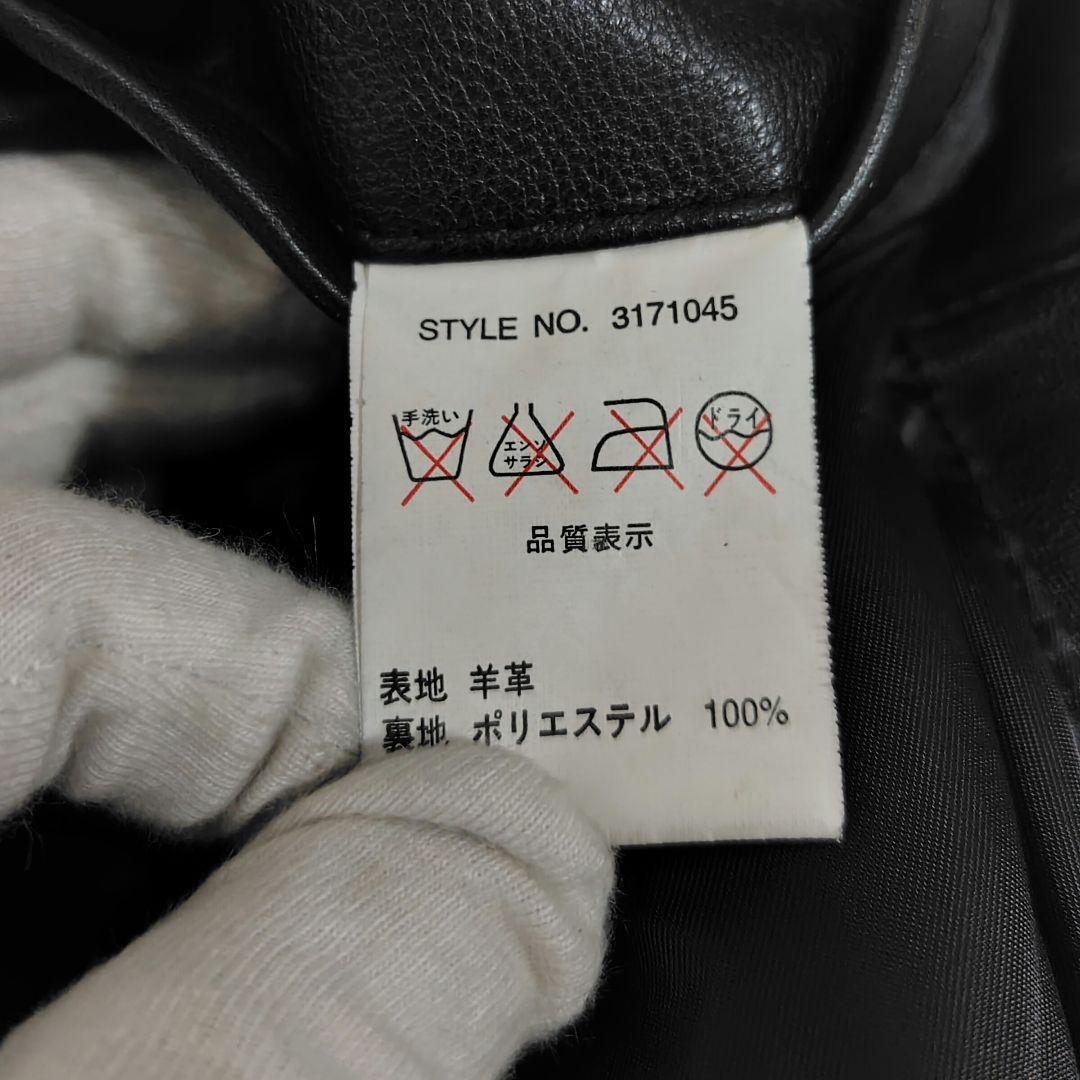 STYLE NO. 3171045
手洗い エンソ サラシ ドライ
品質表示
表地 羊革
裏地 ポリエステル 100%